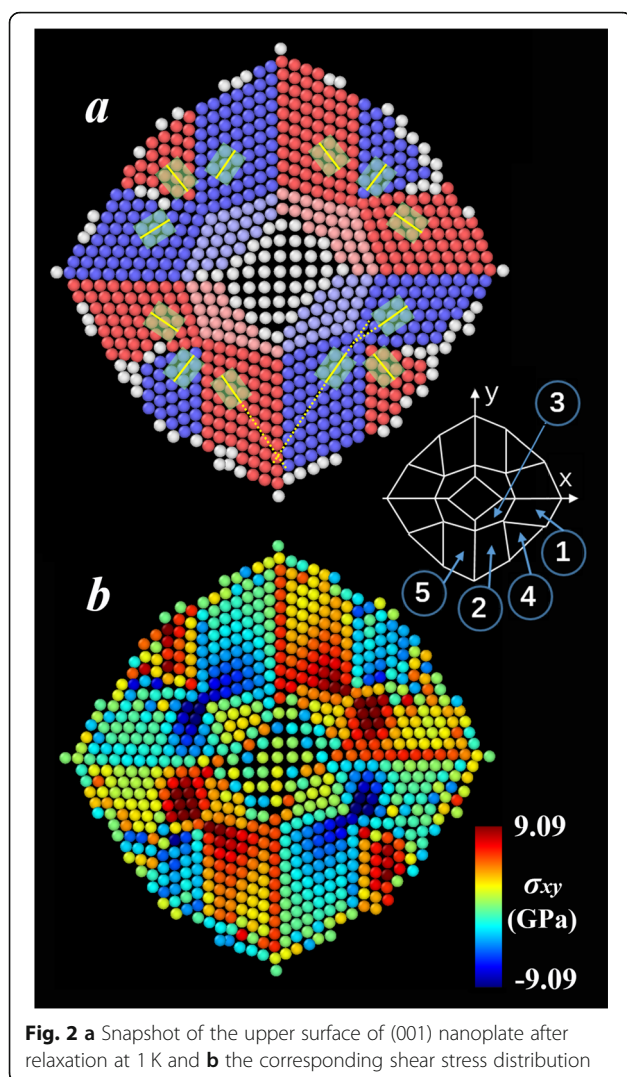 a
y
3
x
1
5
2
4
b
9.09
σxy
(GPa)
-9.09
Fig. 2 a Snapshot of the upper surface of (001) nanoplate after
relaxation at 1 K and b the corresponding shear stress distribution